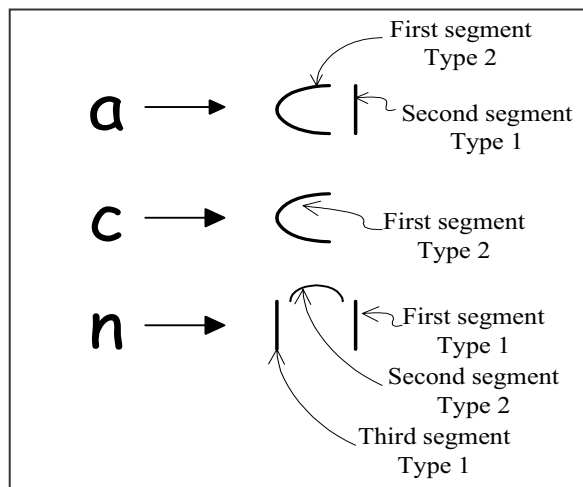 First segment
Type 2
a
Second segment
Type 1
c
First segment
Type 2
n
First segment
Type 1
Second segment
Type 2
Third segment
Type 1